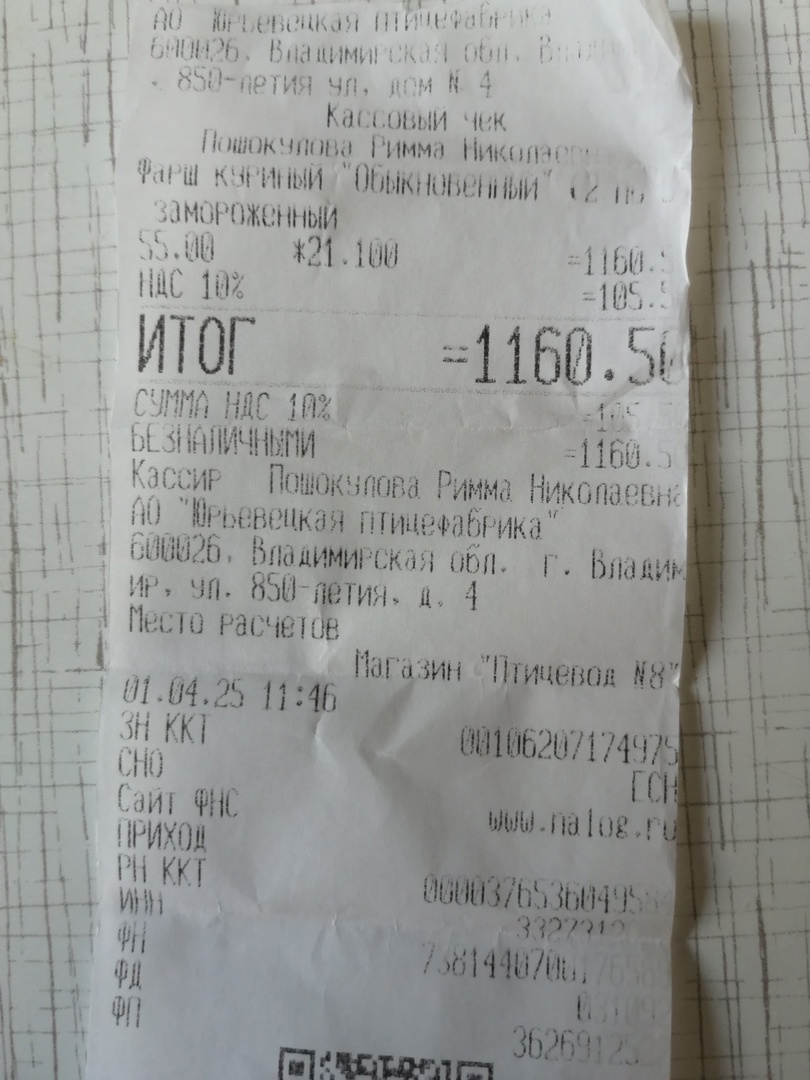 АО "Юрьевецкая птицефабрика
600026, Владимирская обл.
850-летия ул, дом № 4
Кассовый чек
Пошокулова Римма
Фарш куриный "Обыкновенный"
замороженный
55.00 *21.100 =1160.5
НДС 10% =105.5
ИТОГ =1160.50
СУММА НДС 10%
БЕЗНАЛИЧНЫМИ =1160.5
Кассир Пошокулова Римма Николаевна
АО "Юрьевецкая птицефабрика"
600026, Владимирская обл. г. Владим
ир, ул. 850-летия, д. 4
Место расчетов
Магазин "Птицевод №8"
01.04.25 11:46
ЗН ККТ 00106207174975
СНО ЕСН
Сайт ФНС www.nalog.ru
ПРИХОД
РН ККТ
ИНН
ФН
ФД
ФП